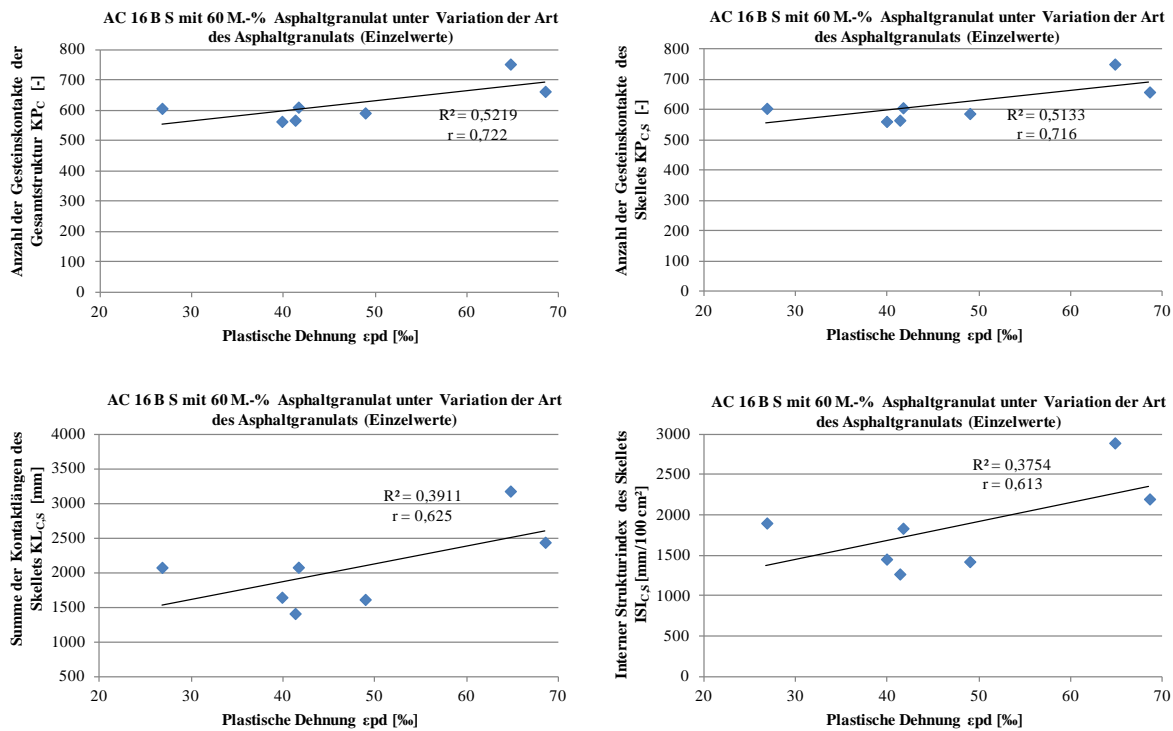 AC 16 B S mit 60 M.-% Asphaltgranulat unter Variation der Art
des Asphaltgranulats (Einzelwerte)
Anzahl der Gesteinskontakte der
Gesamtstruktur KP_C [-]
800
700
600
500
400
300
200
100
0
R² = 0,5219
r = 0,722
20 30 40 50 60 70
Plastische Dehnung εpd [‰]
AC 16 B S mit 60 M.-% Asphaltgranulat unter Variation der Art
des Asphaltgranulats (Einzelwerte)
Anzahl der Gesteinskontakte des
Skellets KP_C,s [-]
800
700
600
500
400
300
200
100
0
R² = 0,5133
r = 0,716
20 30 40 50 60 70
Plastische Dehnung εpd [‰]
AC 16 B S mit 60 M.-% Asphaltgranulat unter Variation der Art
des Asphaltgranulats (Einzelwerte)
Summe der Kontaktlängen des
Skellets KL_C,s [mm]
4000
3500
3000
2500
2000
1500
1000
500
R² = 0,3911
r = 0,625
20 30 40 50 60 70
Plastische Dehnung εpd [‰]
AC 16 B S mit 60 M.-% Asphaltgranulat unter Variation der Art
des Asphaltgranulats (Einzelwerte)
Interner Strukturindex des Skellets
ISI_C,s [mm/100 cm²]
3000
2500
2000
1500
1000
500
0
R² = 0,3754
r = 0,613
20 30 40 50 60 70
Plastische Dehnung εpd [‰]